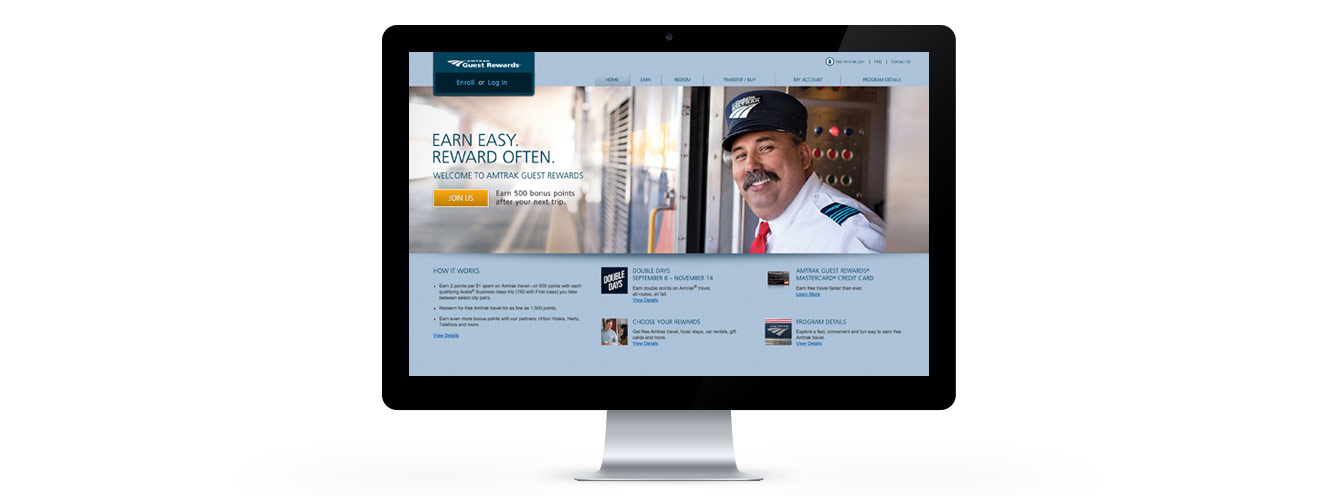 AMTRAK
Guest Rewards
Enroll or Log In
Visit Amtrak.com | FAQ | Contact Us
HOME
EARN
REDEEM
TRANSFER / BUY
MY ACCOUNT
PROGRAM DETAILS
AMTRAK
EARN EASY.
REWARD OFTEN.
WELCOME TO AMTRAK GUEST REWARDS
JOIN US
Earn 500 bonus points
after your next trip.
HOW IT WORKS
• Earn 2 points per $1 spent on Amtrak travel—or 500 points with each
qualifying Acela® Business class trip (750 with First class) you take
between select city pairs.
• Redeem for free Amtrak travel for as few as 1,500 points.
• Earn even more bonus points with our partners: Hilton Hotels, Hertz,
Teleflora and more.
View Details
DOUBLE
DAYS
DOUBLE DAYS
SEPTEMBER 8 – NOVEMBER 14
Earn double points on Amtrak® travel,
all routes, all fall.
View Details
CHOOSE YOUR REWARDS
Get free Amtrak travel, hotel stays, car rentals, gift
cards and more.
View Details
AMTRAK GUEST REWARDS®
MASTERCARD® CREDIT CARD
Earn free travel faster than ever.
Learn More
AMTRAK
PROGRAM DETAILS
Explore a fast, convenient and fun way to earn free
Amtrak travel.
View Details